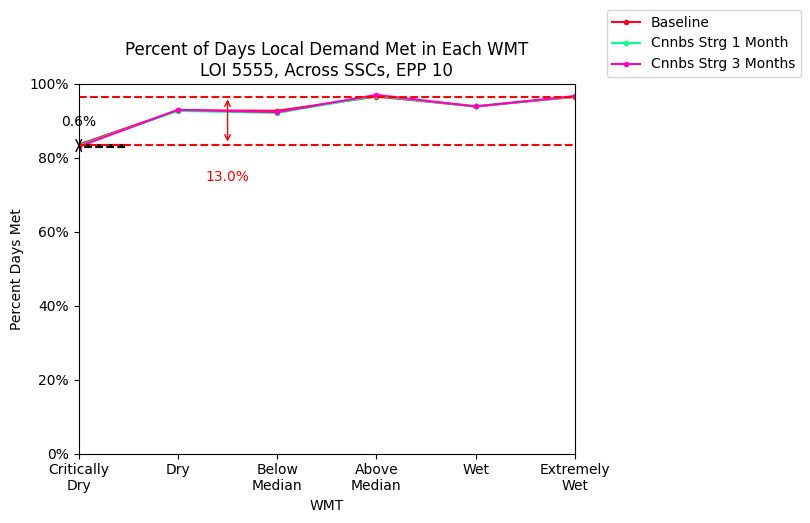 Baseline
Cnnbs Strg 1 Month
Cnnbs Strg 3 Months
Percent of Days Local Demand Met in Each WMT
LOI 5555, Across SSCs, EPP 10
100%
80%
60%
40%
20%
0%
Percent Days Met
0.6%
13.0%
Critically
Dry
Dry
Below
Median
Above
Median
Wet
Extremely
Wet
WMT